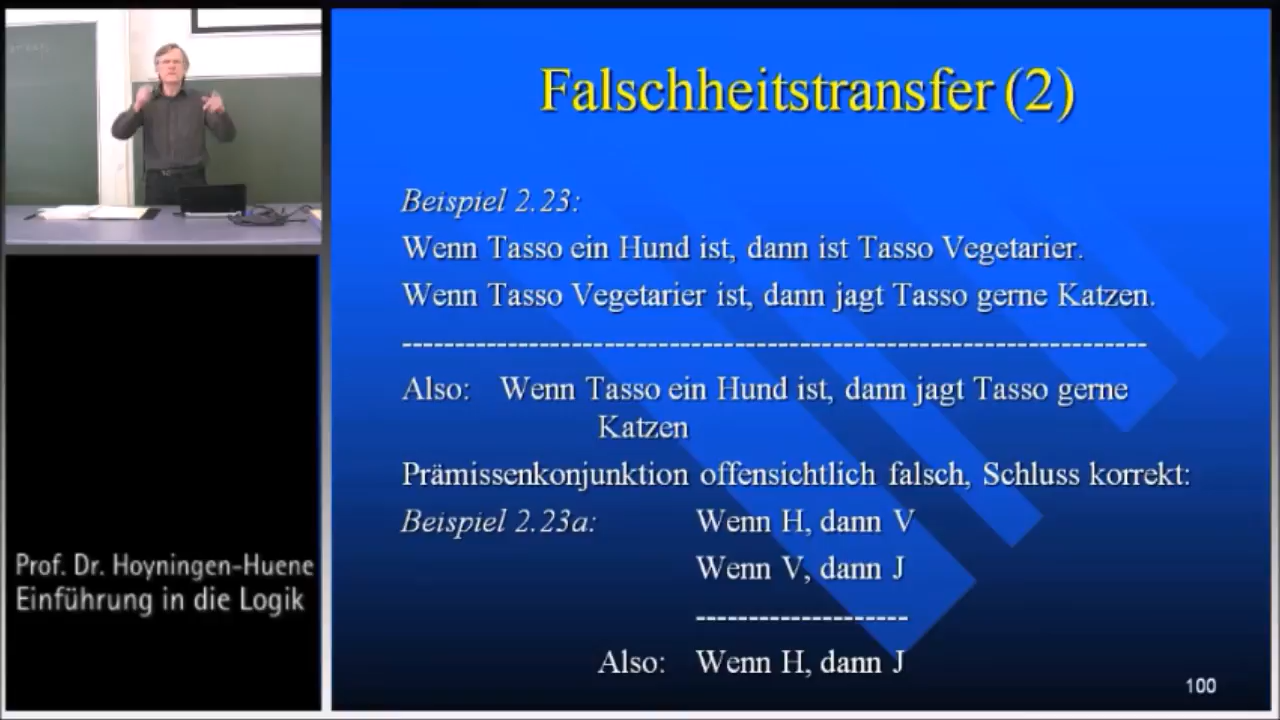 Falschheitstransfer (2)
Beispiel 2.23:
Wenn Tasso ein Hund ist, dann ist Tasso Vegetarier.
Wenn Tasso Vegetarier ist, dann jagt Tasso gerne Katzen.
-----------------------------------------------------------------------
Also: Wenn Tasso ein Hund ist, dann jagt Tasso gerne
Katzen
Prämissenkonjunktion offensichtlich falsch, Schluss korrekt:
Beispiel 2.23a: Wenn H, dann V
Wenn V, dann J
--------------------
Also: Wenn H, dann J
100
Prof. Dr. Hoyningen-Huene
Einführung in die Logik